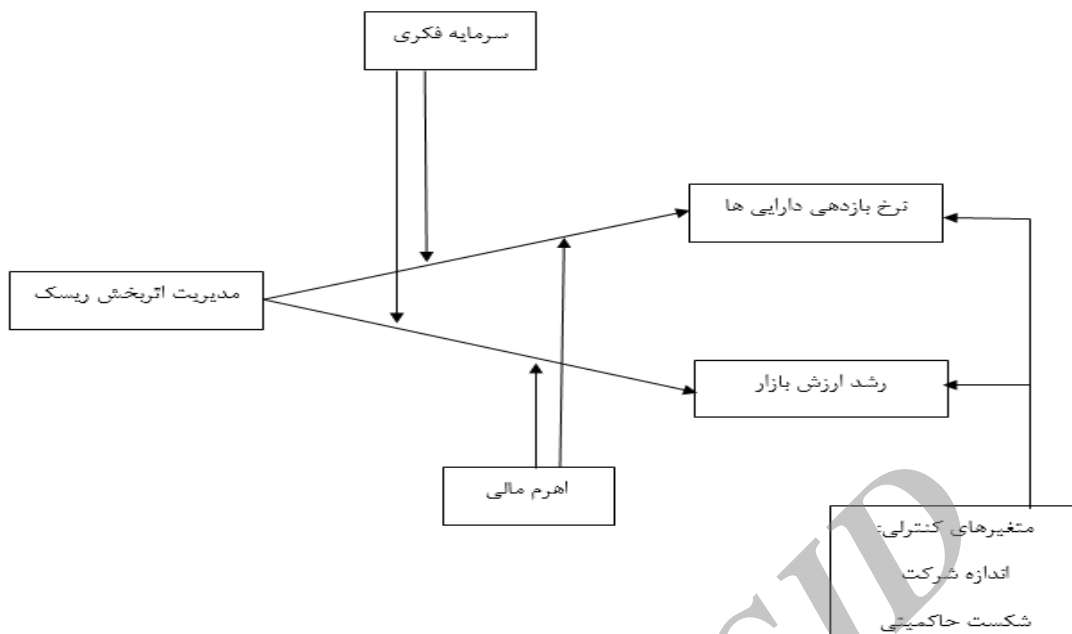 سرمایه فکری
نرخ بازدهی دارایی ها
مدیریت اثربخش ریسک
رشد ارزش بازار
اهرم مالی
متغیرهای کنترلی:
اندازه شرکت
شکست حاکمیتی
SID